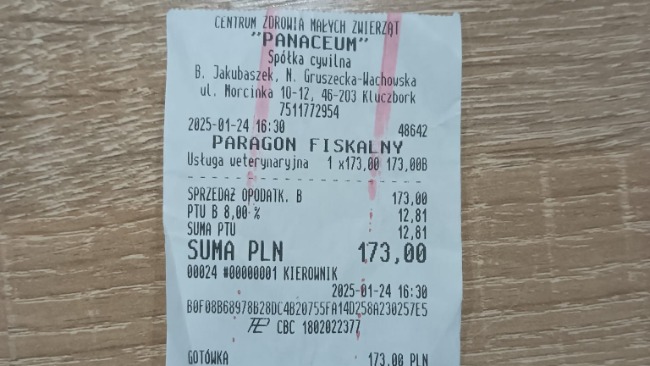 CENTRUM ZDROWIA MAŁYCH ZWIERZĄT
"PANACEUM"
Spółka cywilna
B. Jakubaszek, N. Gruszecka-Wachowska
ul. Morcinka 10-12, 46-203 Kluczbork
7511772954
2025-01-24 16:30 48642
PARAGON FISKALNY
Usługa weterynaryjna 1 x173,00 173,00B
SPRZEDAŻ OPODATK. B 173,00
PTU B 8,00 % 12,81
SUMA PTU 12,81
SUMA PLN 173,00
00024 #00000001 KIEROWNIK
2025-01-24 16:30
B0F08B68978B28DC4B20755FA14D258A230257E5
CBC 1802022377
GOTÓWKA 173,00 PLN